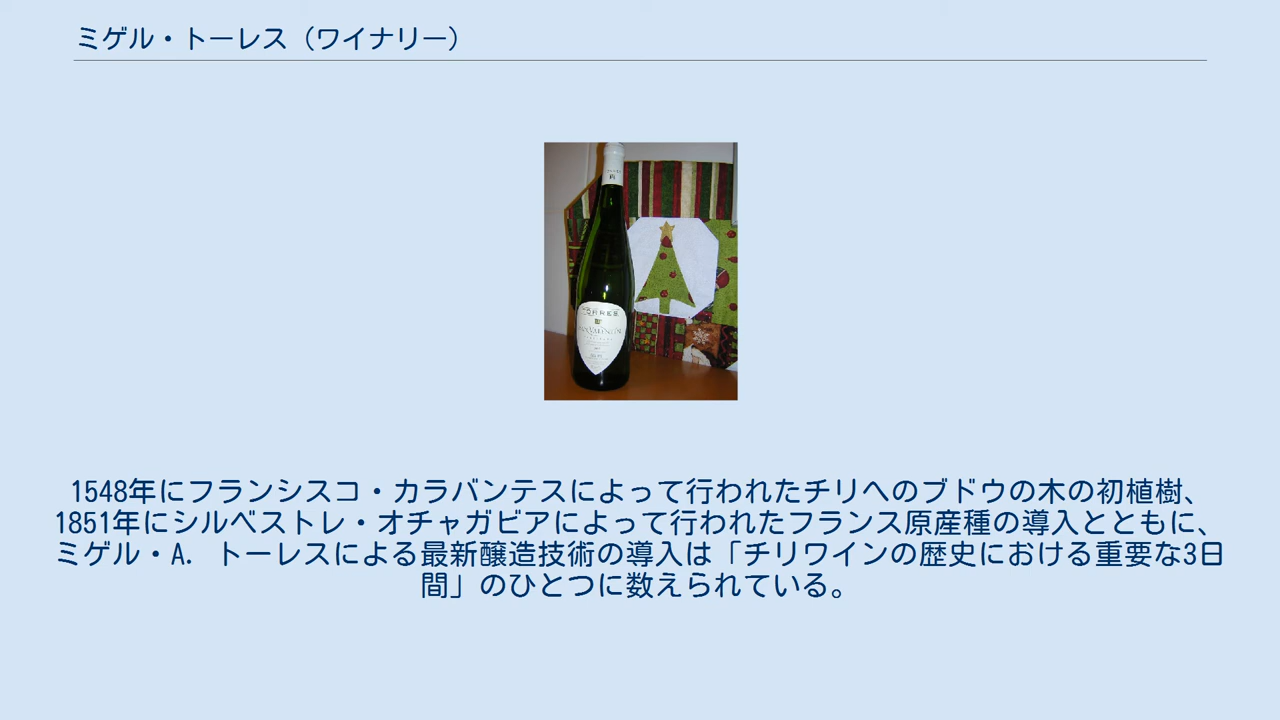 ミゲル・トーレス（ワイナリー）
TORRES
1548年にフランシスコ・カラバンテスによって行われたチリへのブドウの木の初植樹、
1851年にシルベストレ・オチャガビアによって行われたフランス原産種の導入とともに、
ミゲル・A. トーレスによる最新醸造技術の導入は「チリワインの歴史における重要な3日
間」のひとつに数えられている。